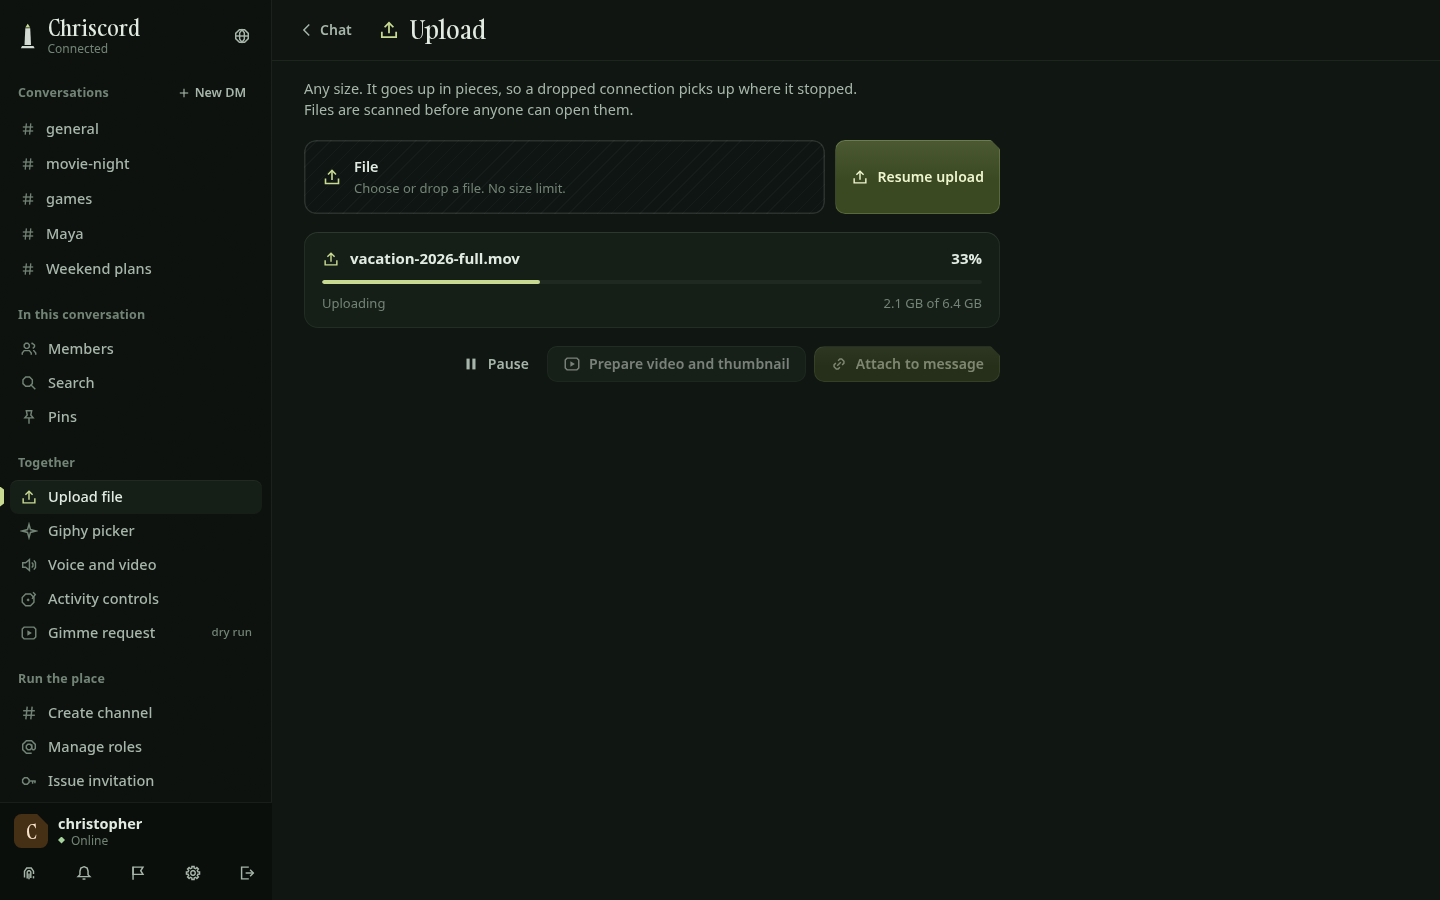 Chriscord
Connected
Conversations
+ New DM
# general
# movie-night
# games
# Maya
# Weekend plans
In this conversation
Members
Search
Pins
Together
Upload file
Giphy picker
Voice and video
Activity controls
Gimme request
dry run
Run the place
Create channel
Manage roles
Issue invitation
C
christopher
Online
Chat
Upload
Any size. It goes up in pieces, so a dropped connection picks up where it stopped.
Files are scanned before anyone can open them.
File
Choose or drop a file. No size limit.
Resume upload
vacation-2026-full.mov
33%
Uploading
2.1 GB of 6.4 GB
Pause
Prepare video and thumbnail
Attach to message